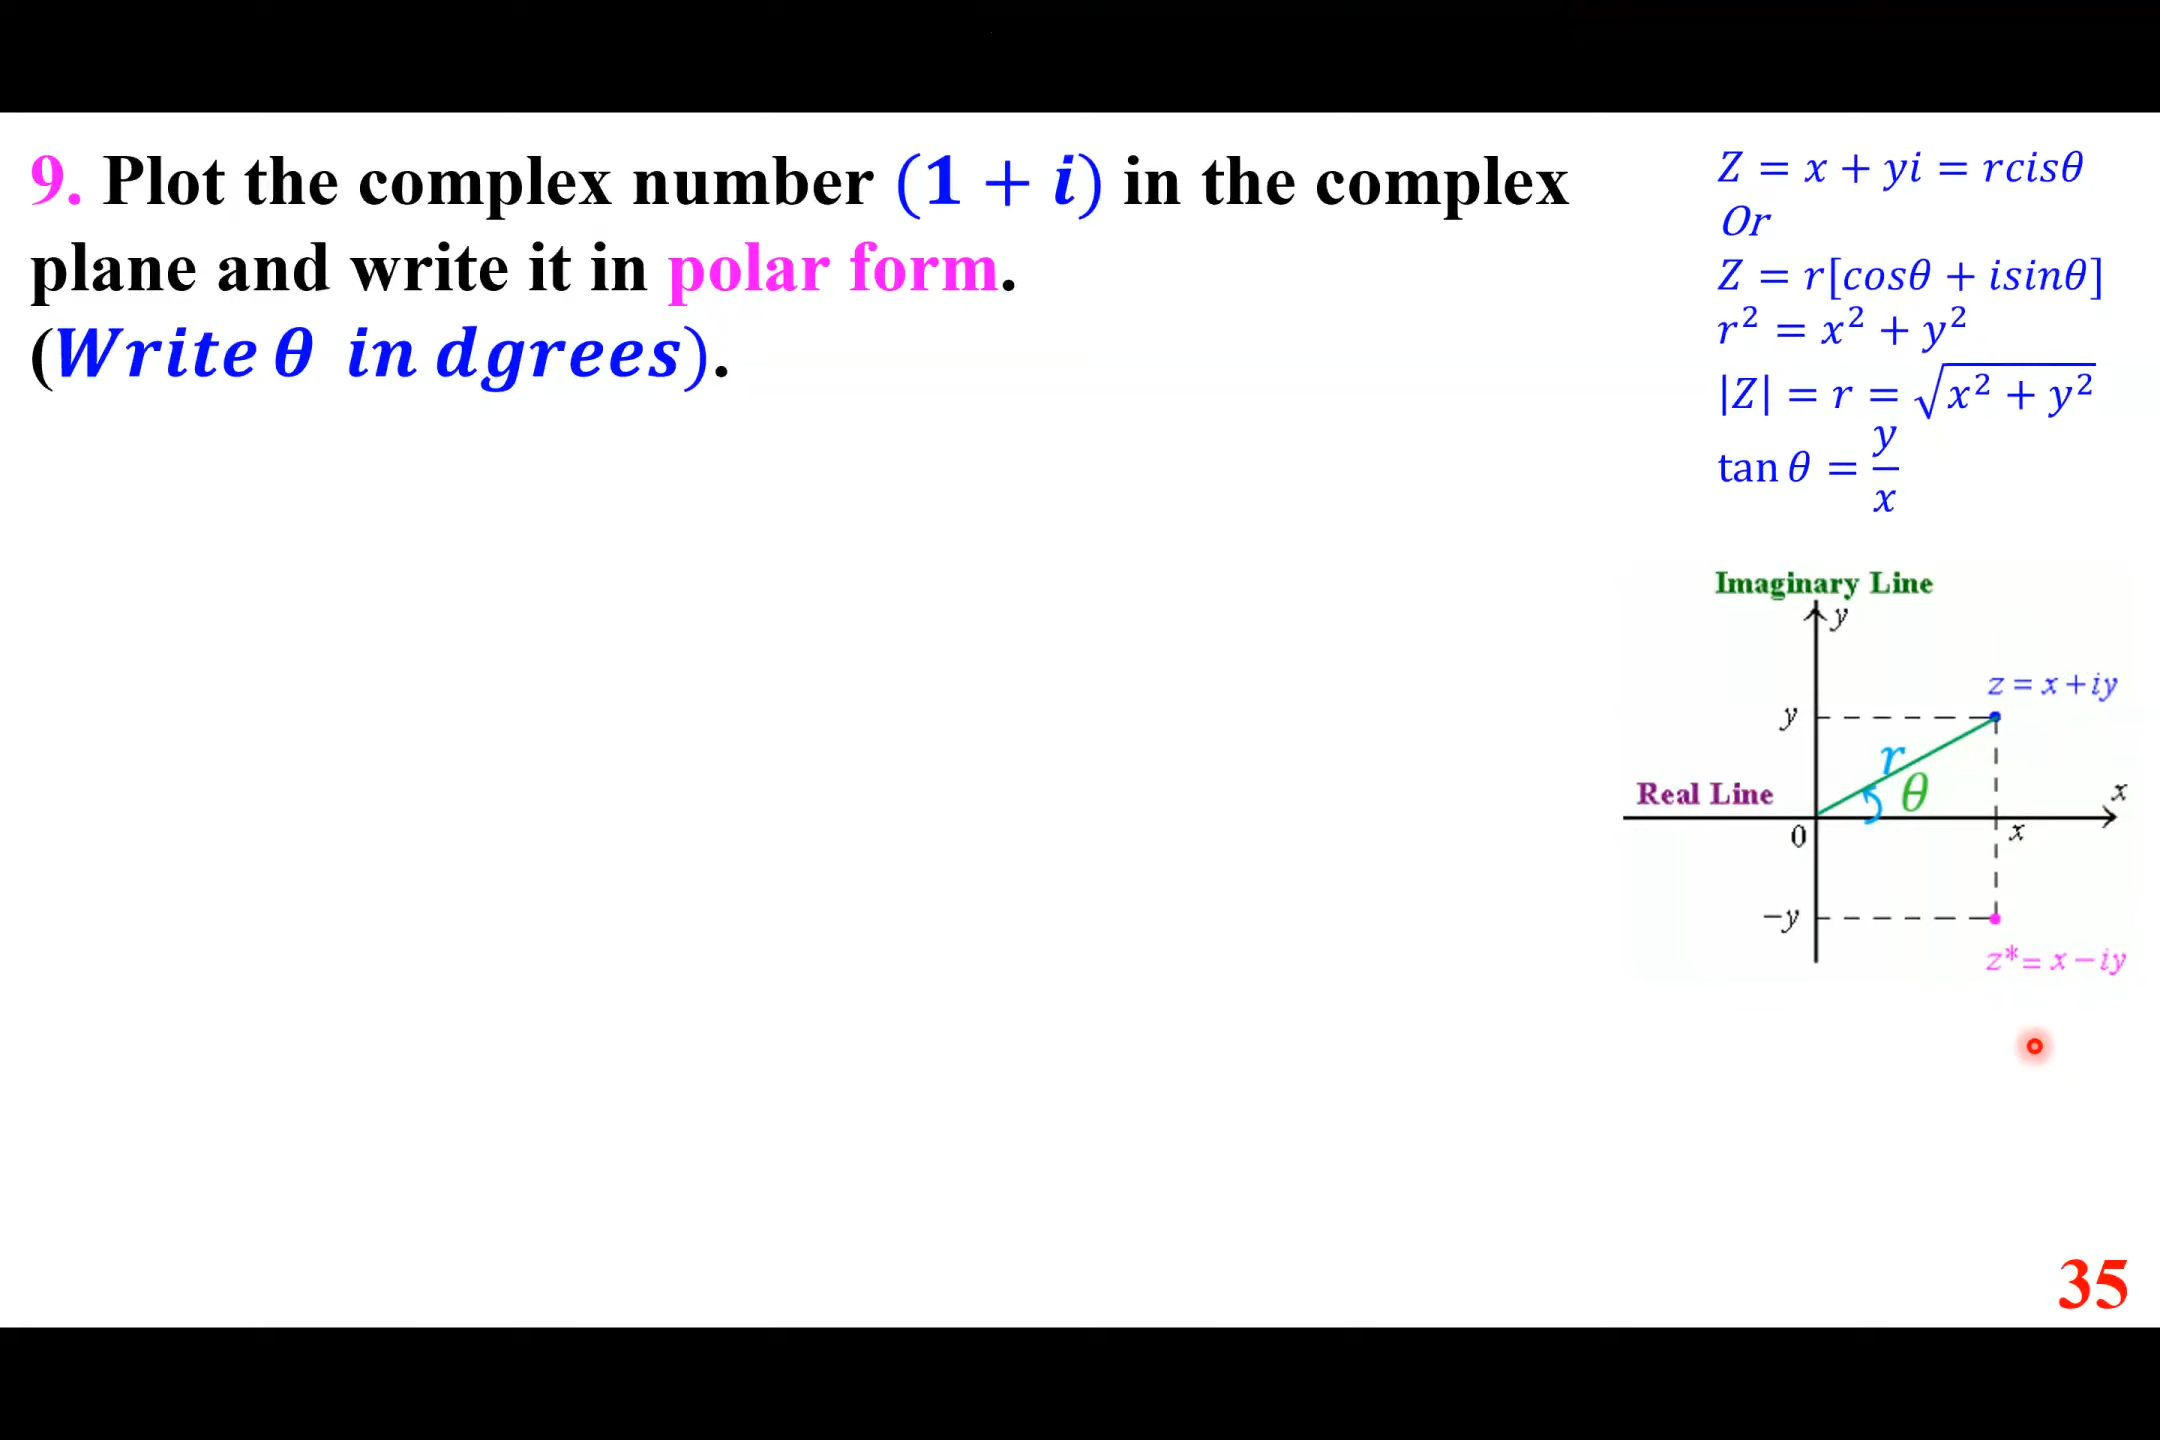 9. Plot the complex number (1 + i) in the complex
plane and write it in polar form.
(Write θ in dgrees).
Z = x + yi = rcisθ
Or
Z = r[cosθ + isinθ]
r² = x² + y²
|Z| = r = √x² + y²
tan θ = y/x
Imaginary Line
y
z = x + iy
y
r
θ
Real Line
x
0
x
−y
z* = x − iy
35